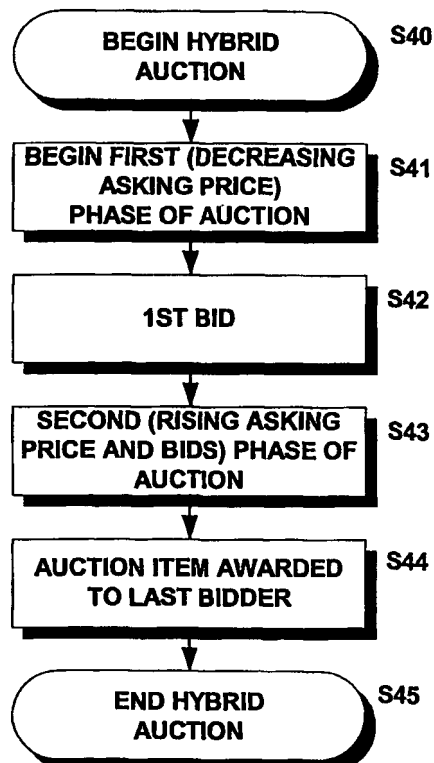 BEGIN HYBRID
AUCTION
S40
BEGIN FIRST (DECREASING
ASKING PRICE)
PHASE OF AUCTION
S41
1ST BID
S42
SECOND (RISING ASKING
PRICE AND BIDS) PHASE OF
AUCTION
S43
AUCTION ITEM AWARDED
TO LAST BIDDER
S44
END HYBRID
AUCTION
S45